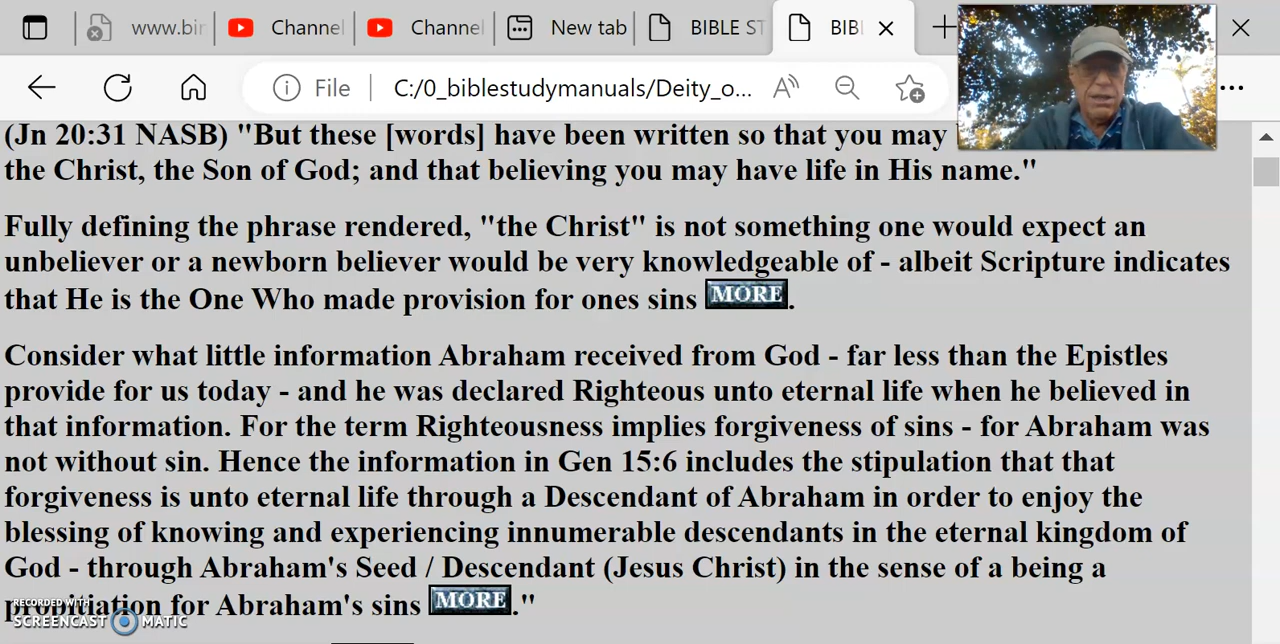 www.bir
Channel
Channel
New tab
BIBLE ST
BIB
File
C:/0_biblestudymanuals/Deity_o...
(Jn 20:31 NASB) "But these [words] have been written so that you may
the Christ, the Son of God; and that believing you may have life in His name."
Fully defining the phrase rendered, "the Christ" is not something one would expect an
unbeliever or a newborn believer would be very knowledgeable of - albeit Scripture indicates
that He is the One Who made provision for ones sins MORE.
Consider what little information Abraham received from God - far less than the Epistles
provide for us today - and he was declared Righteous unto eternal life when he believed in
that information. For the term Righteousness implies forgiveness of sins - for Abraham was
not without sin. Hence the information in Gen 15:6 includes the stipulation that that
forgiveness is unto eternal life through a Descendant of Abraham in order to enjoy the
blessing of knowing and experiencing innumerable descendants in the eternal kingdom of
God - through Abraham's Seed / Descendant (Jesus Christ) in the sense of a being a
propitiation for Abraham's sins MORE."
RECORDED WITH
SCREENCAST MATIC